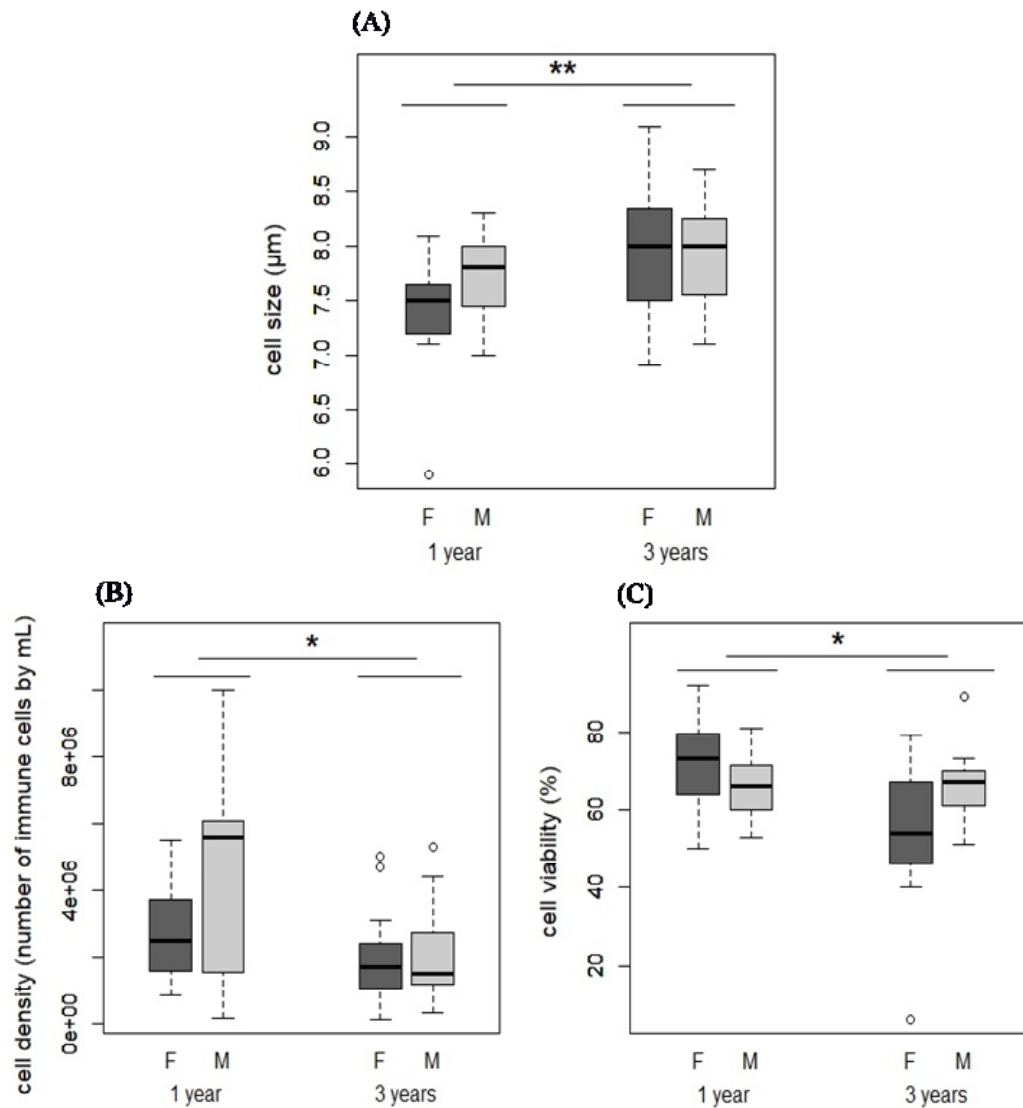 (A)
**
cell size (µm)
9.0
8.5
8.0
7.5
7.0
6.5
6.0
F M F M
1 year 3 years
(B)
*
cell density (number of immune cells by mL)
8e+06
4e+06
0e+00
F M F M
1 year 3 years
(C)
*
cell viability (%)
80
60
40
20
F M F M
1 year 3 years